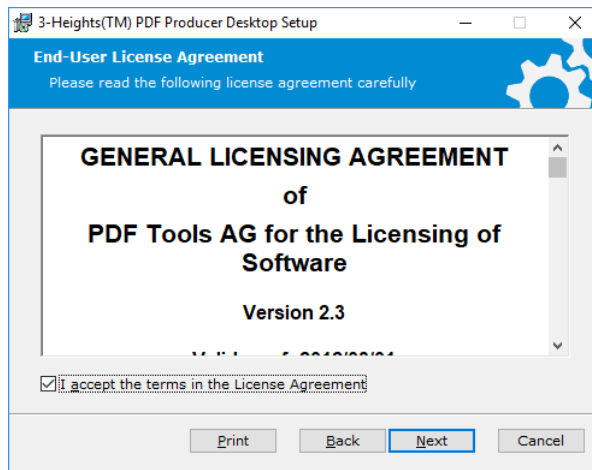 3-Heights(TM) PDF Producer Desktop Setup
End-User License Agreement
Please read the following license agreement carefully
GENERAL LICENSING AGREEMENT
of
PDF Tools AG for the Licensing of
Software
Version 2.3
I accept the terms in the License Agreement
Print
Back
Next
Cancel